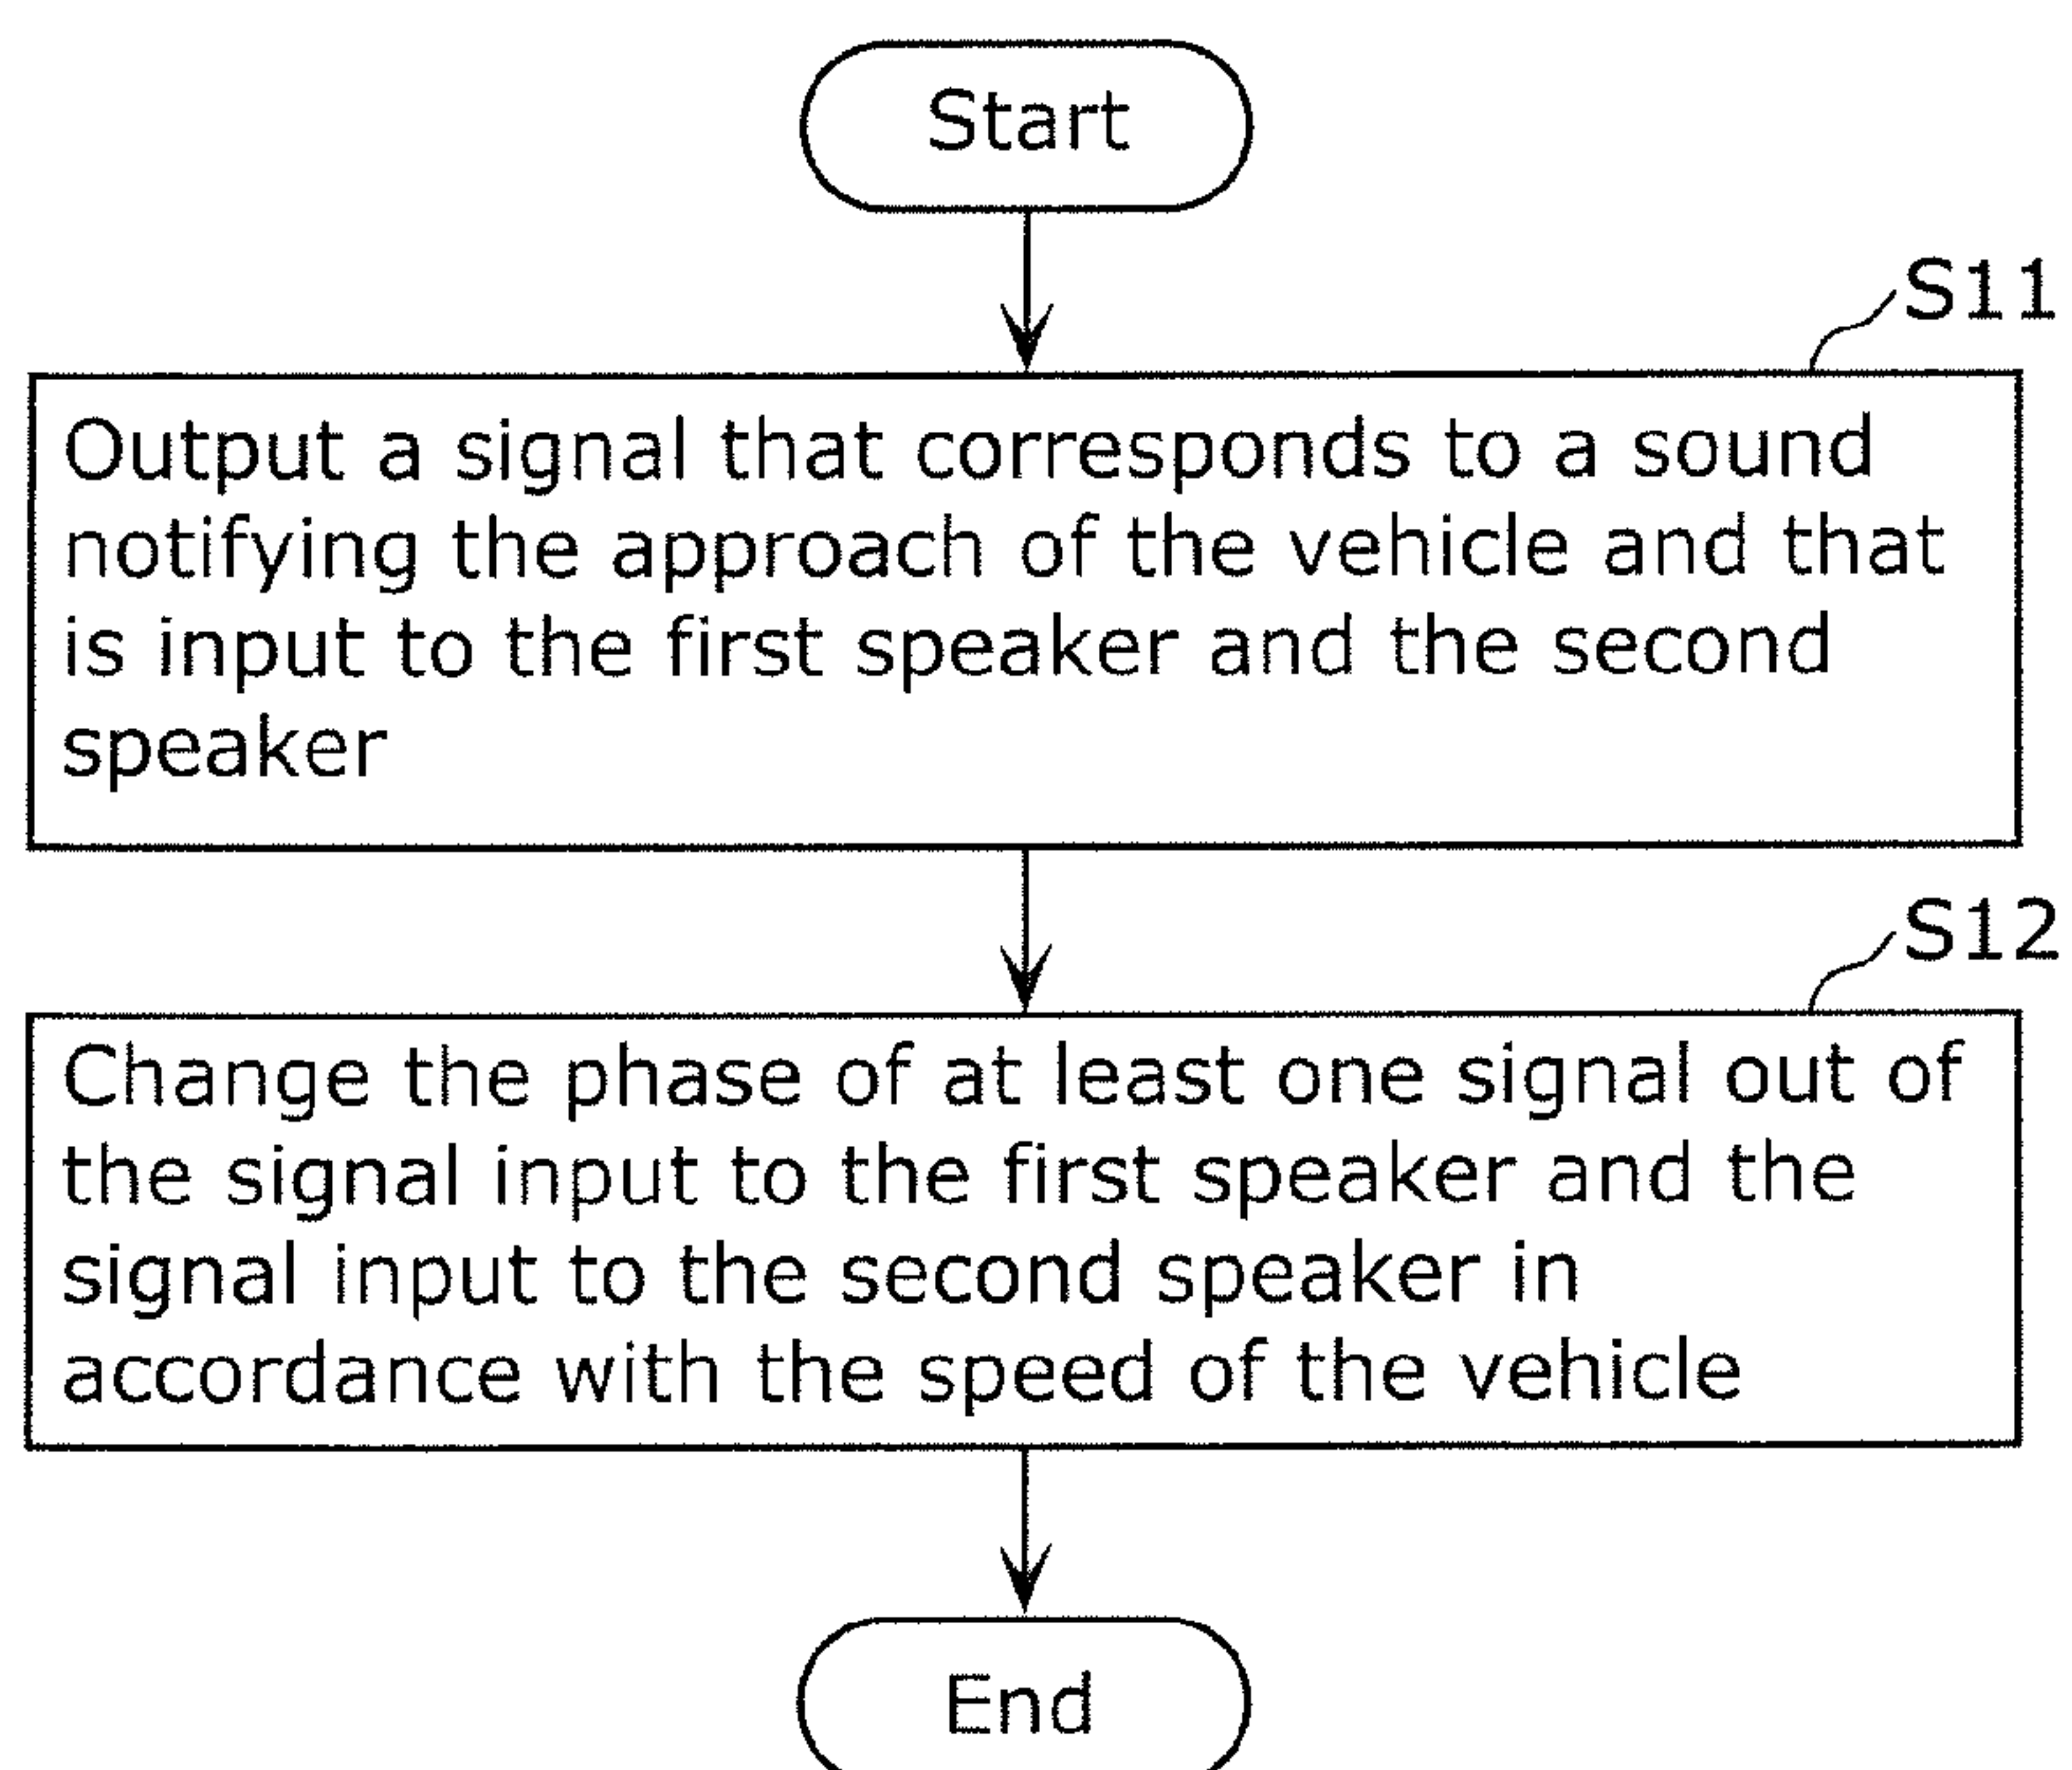 Start
S11
Output a signal that corresponds to a sound
notifying the approach of the vehicle and that
is input to the first speaker and the second
speaker
S12
Change the phase of at least one signal out of
the signal input to the first speaker and the
signal input to the second speaker in
accordance with the speed of the vehicle
End